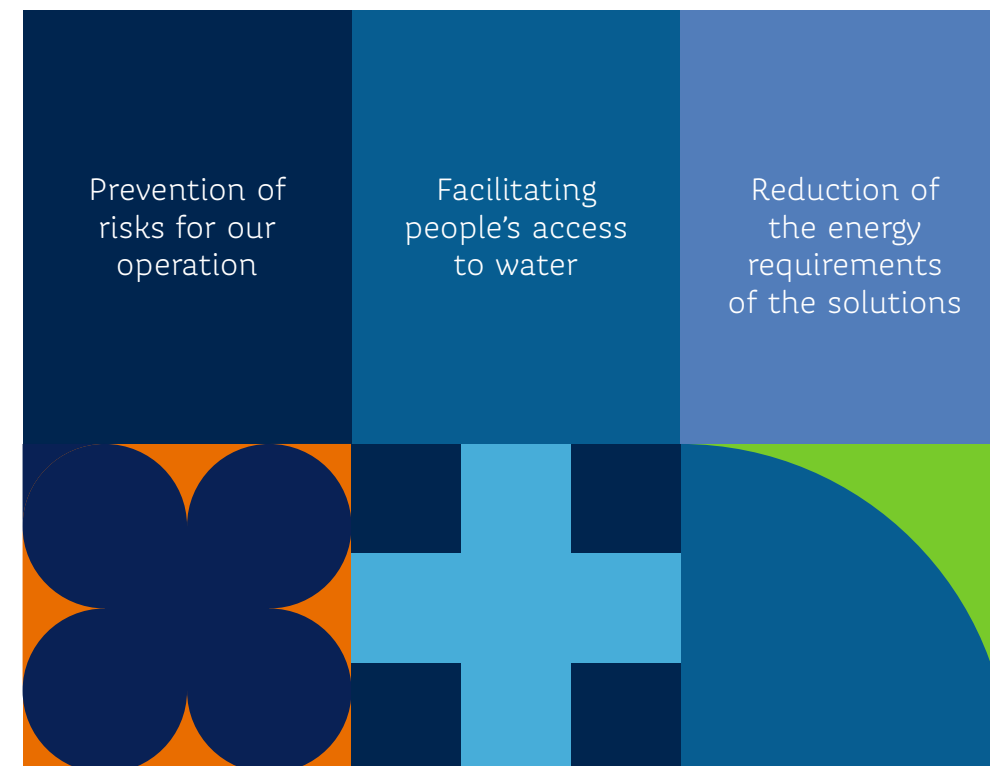 Prevention of
risks for our
operation
Facilitating
people’s access
to water
Reduction of
the energy
requirements
of the solutions